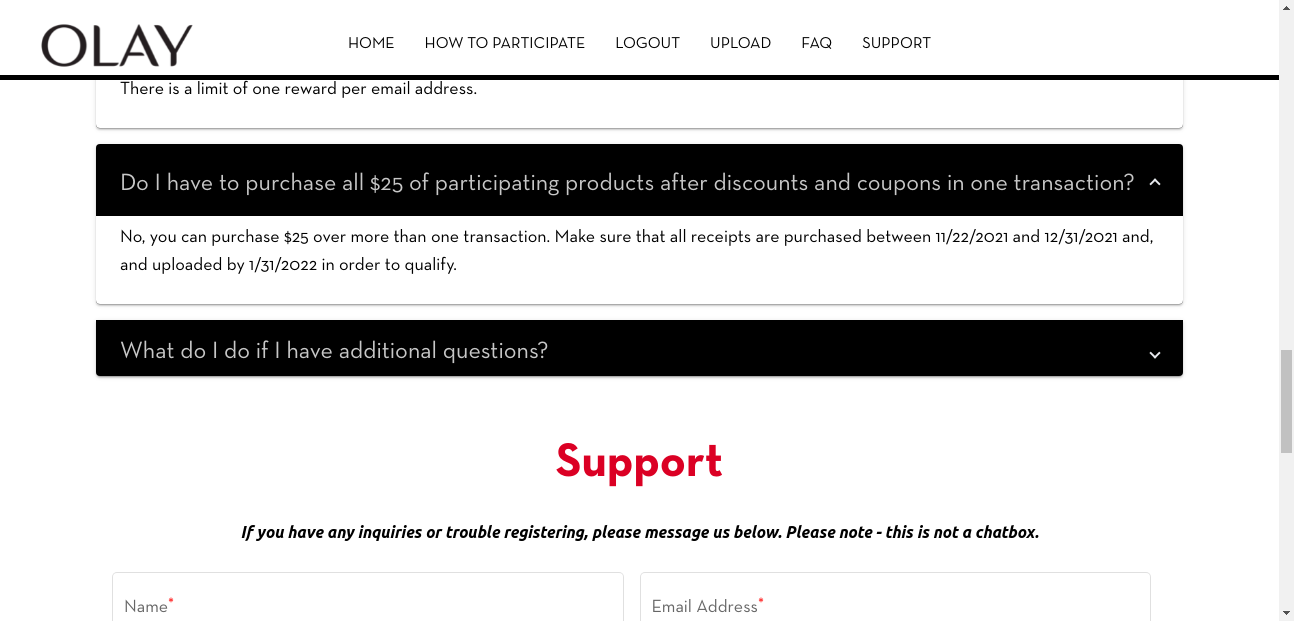 OLAY
HOME HOW TO PARTICIPATE LOGOUT UPLOAD FAQ SUPPORT
There is a limit of one reward per email address.
Do I have to purchase all $25 of participating products after discounts and coupons in one transaction?
No, you can purchase $25 over more than one transaction. Make sure that all receipts are purchased between 11/22/2021 and 12/31/2021 and,
and uploaded by 1/31/2022 in order to qualify.
What do I do if I have additional questions?
Support
If you have any inquiries or trouble registering, please message us below. Please note - this is not a chatbox.
Name* Email Address*